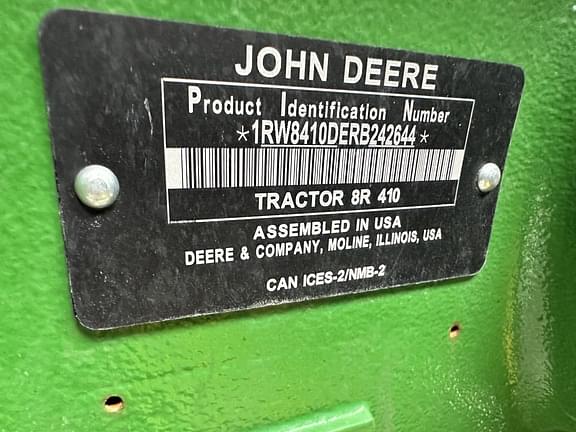 JOHN DEERE
Product Identification Number
*1RW8410DERB242644*
TRACTOR 8R 410
ASSEMBLED IN USA
DEERE & COMPANY, MOLINE, ILLINOIS, USA
CAN ICES-2/NMB-2